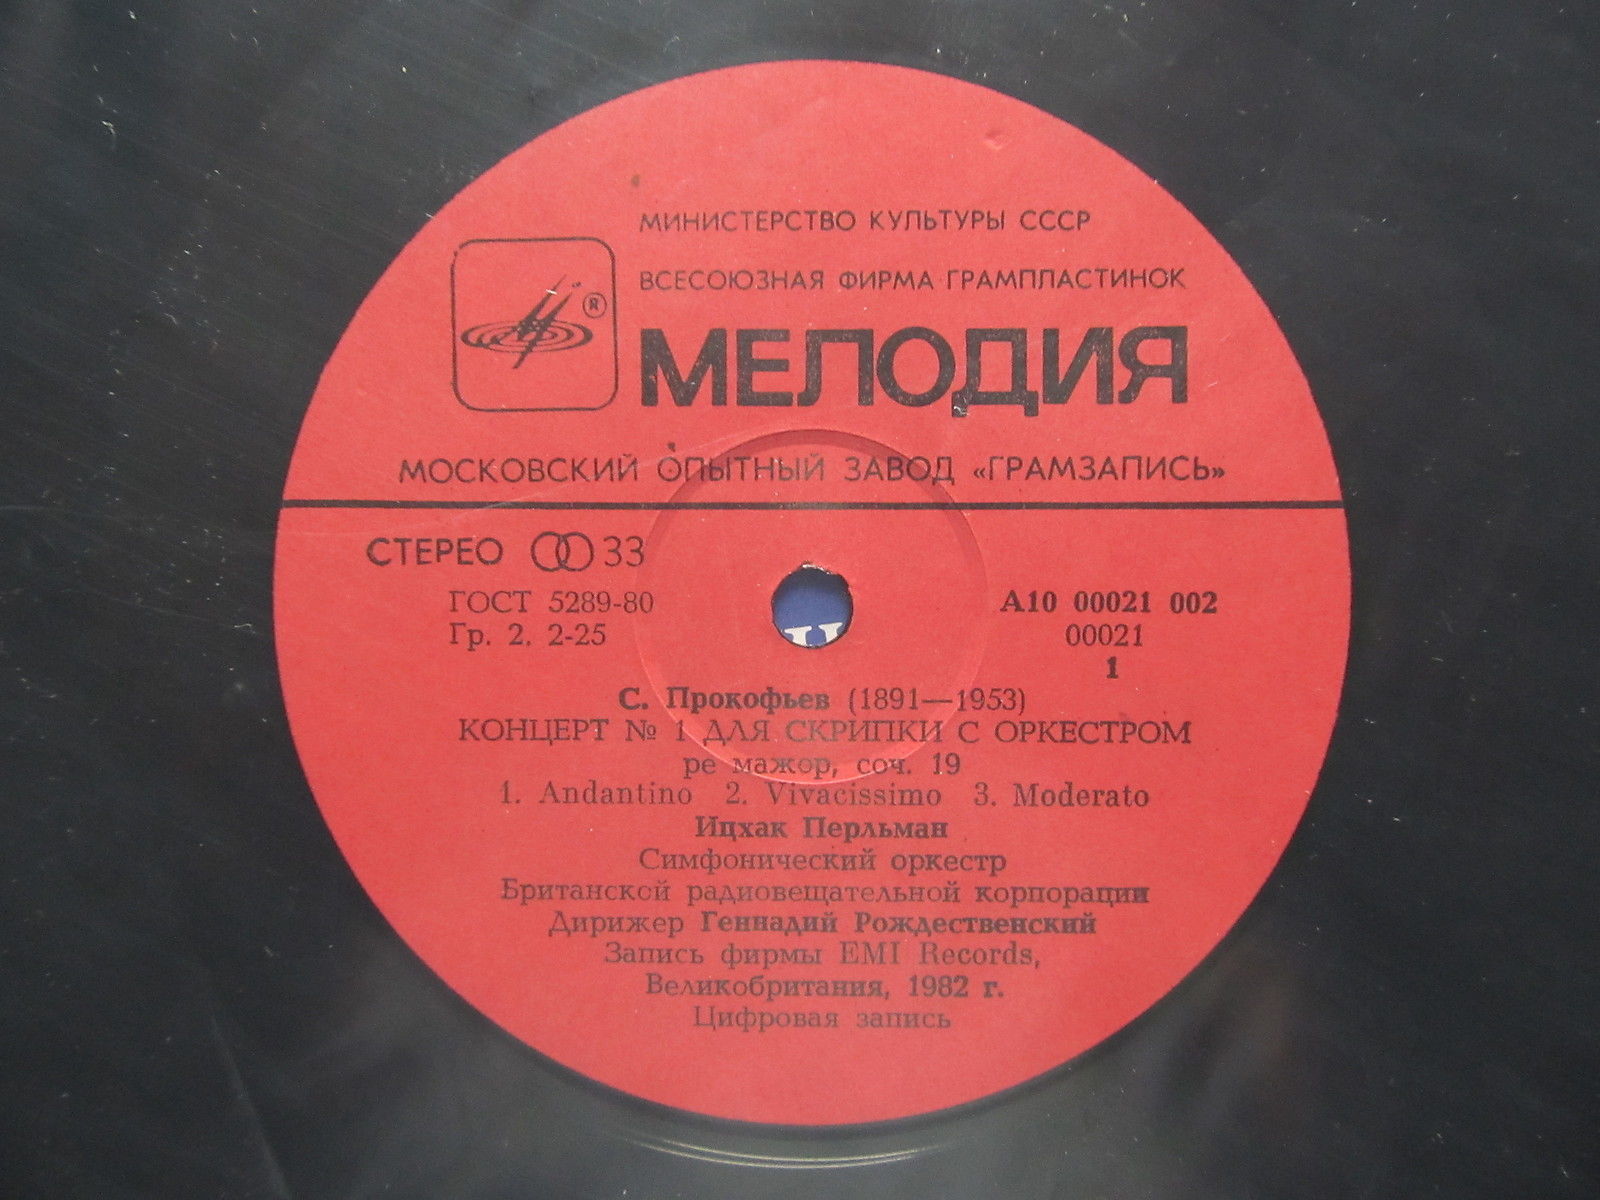 МИНИСТЕРСТВО КУЛЬТУРЫ СССР
ВСЕСОЮЗНАЯ ФИРМА ГРАМПЛАСТИНОК
®
МЕЛОДИЯ
МОСКОВСКИЙ ОПЫТНЫЙ ЗАВОД «ГРАМЗАПИСЬ»
СТЕРЕО 33
ГОСТ 5289-80
Гр. 2. 2-25
А10 00021 002
00021
1
С. Прокофьев (1891—1953)
КОНЦЕРТ № 1 ДЛЯ СКРИПКИ С ОРКЕСТРОМ
ре мажор, соч. 19
1. Andantino 2. Vivacissimo 3. Moderato
Ицхак Перльман
Симфонический оркестр
Британской радиовещательной корпорации
Дирижер Геннадий Рождественский
Запись фирмы EMI Records,
Великобритания, 1982 г.
Цифровая запись